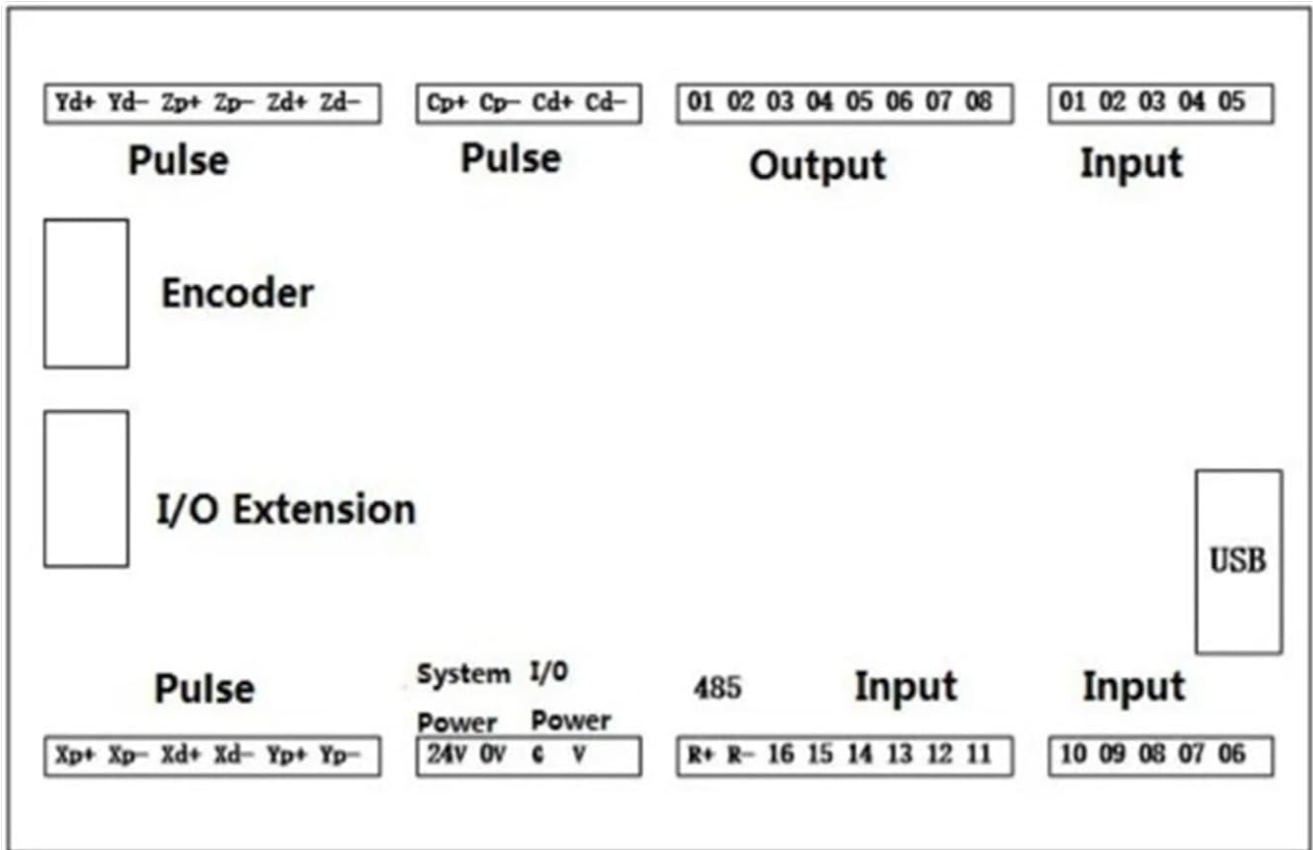 Yd+ Yd- Zp+ Zp- Zd+ Zd-
Cp+ Cp- Cd+ Cd-
01 02 03 04 05 06 07 08
01 02 03 04 05
Pulse
Pulse
Output
Input
Encoder
I/O Extension
USB
Pulse
System I/O
Power Power
485
Input
Input
Xp+ Xp- Xd+ Xd- Yp+ Yp-
24V 0V V
R+ R- 16 15 14 13 12 11
10 09 08 07 06